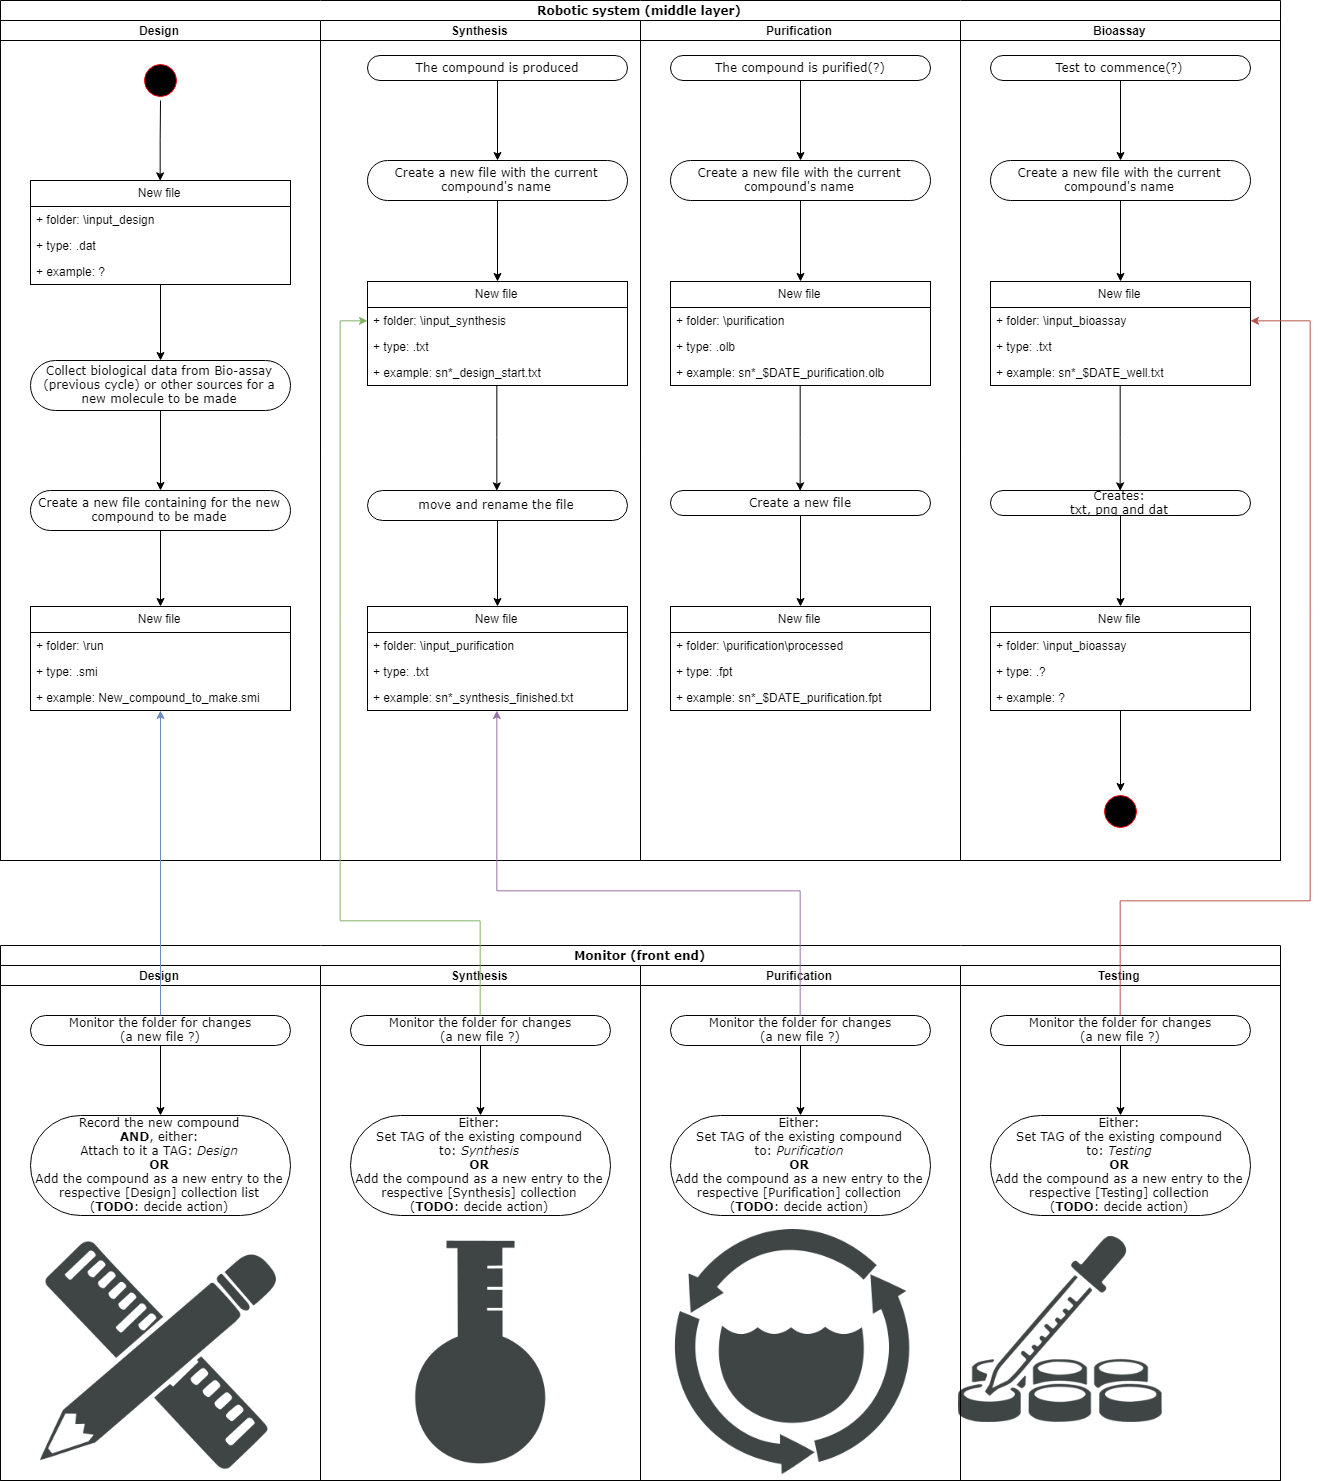 Robotic system (middle layer)
Design
Synthesis
Purification
Bioassay
New file
+ folder: \input_design
+ type: .dat
+ example: ?
Collect biological data from Bio-assay
(previous cycle) or other sources for a
new molecule to be made
Create a new file containing for the new
compound to be made
New file
+ folder: \run
+ type: .smi
+ example: New_compound_to_make.smi
The compound is produced
Create a new file with the current
compound's name
New file
+ folder: \input_synthesis
+ type: .txt
+ example: sn*_design_start.txt
move and rename the file
New file
+ folder: \input_purification
+ type: .txt
+ example: sn*_synthesis_finished.txt
The compound is purified(?)
Create a new file with the current
compound's name
New file
+ folder: \purification
+ type: .olb
+ example: sn*_$DATE_purification.olb
Create a new file
New file
+ folder: \purification\processed
+ type: .fpt
+ example: sn*_$DATE_purification.fpt
Test to commence(?)
Create a new file with the current
compound's name
New file
+ folder: \input_bioassay
+ type: .txt
+ example: sn*_$DATE_well.txt
Creates:
txt, png and dat
New file
+ folder: \input_bioassay
+ type: .?
+ example: ?
Monitor (front end)
Design
Synthesis
Purification
Testing
Monitor the folder for changes
(a new file ?)
Record the new compound
AND, either:
Attach to it a TAG: Design
OR
Add the compound as a new entry to the
respective [Design] collection list
(TODO: decide action)
Monitor the folder for changes
(a new file ?)
Either:
Set TAG of the existing compound
to: Synthesis
OR
Add the compound as a new entry to the
respective [Synthesis] collection
(TODO: decide action)
Monitor the folder for changes
(a new file ?)
Either:
Set TAG of the existing compound
to: Purification
OR
Add the compound as a new entry to the
respective [Purification] collection
(TODO: decide action)
Monitor the folder for changes
(a new file ?)
Either:
Set TAG of the existing compound
to: Testing
OR
Add the compound as a new entry to the
respective [Testing] collection
(TODO: decide action)